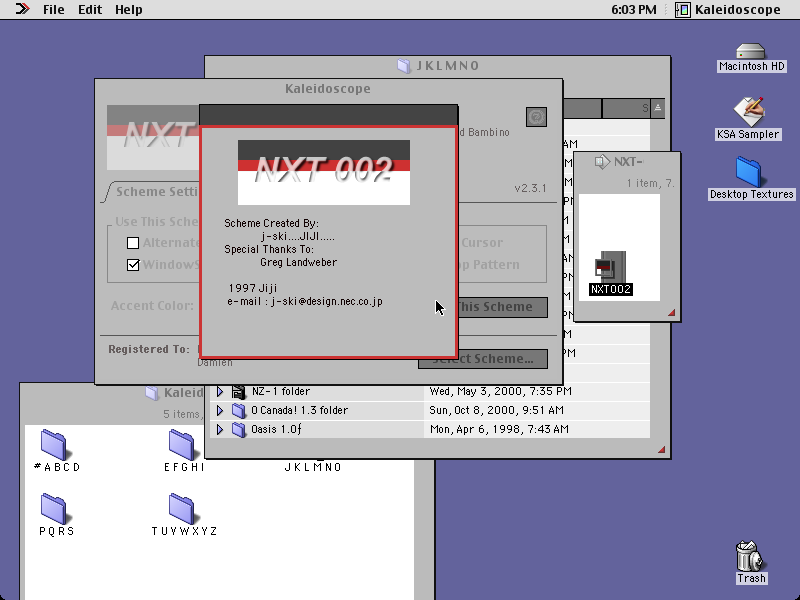 File Edit Help
6:03 PM
Kaleidoscope
JKLMNO
Kaleidoscope
Macintosh HD
KSA Sampler
Desktop Textures
NXT
d Bambino
v2.3.1
NXT 002
Scheme Created By:
j-ski....JIJI.....
Special Thanks To:
Greg Landweber
1997 Jiji
e-mail : j-ski@design.nec.co.jp
Scheme Setti
Use This Sche
Alternate
Cursor
WindowS
p Pattern
Accent Color:
This Scheme
Registered To:
Damien
Select Scheme...
S
AM
NXT-
1 item, 7.
NXT002
PM
NZ-1 folder Wed, May 3, 2000, 7:35 PM
O Canada! 1.3 folder Sun, Oct 8, 2000, 9:51 AM
Oasis 1.0ƒ Mon, Apr 6, 1998, 7:43 AM
Kaleid
5 items,
#ABCD
EFGHI
JKLMNO
PQRS
TUVWXYZ
Trash